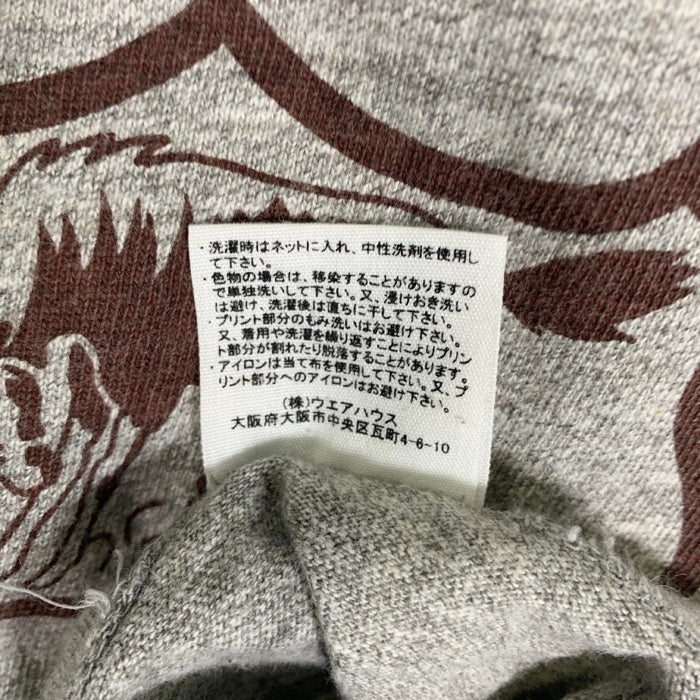 ・洗濯時はネットに入れ、中性洗剤を使用し
て下さい。
・色物の場合は、移染することがありますの
で単独洗いして下さい。又、浸けおき洗い
は避け、洗濯後は直ちに干して下さい。
・プリント部分のもみ洗いはお避け下さい。
又、着用や洗濯を繰り返すことによりプリン
ト部分が割れたり脱落することがあります。
・アイロンは当て布を使用して下さい。又、プ
リント部分へのアイロンはお避け下さい。
(株)ウエアハウス
大阪府大阪市中央区瓦町4-6-10